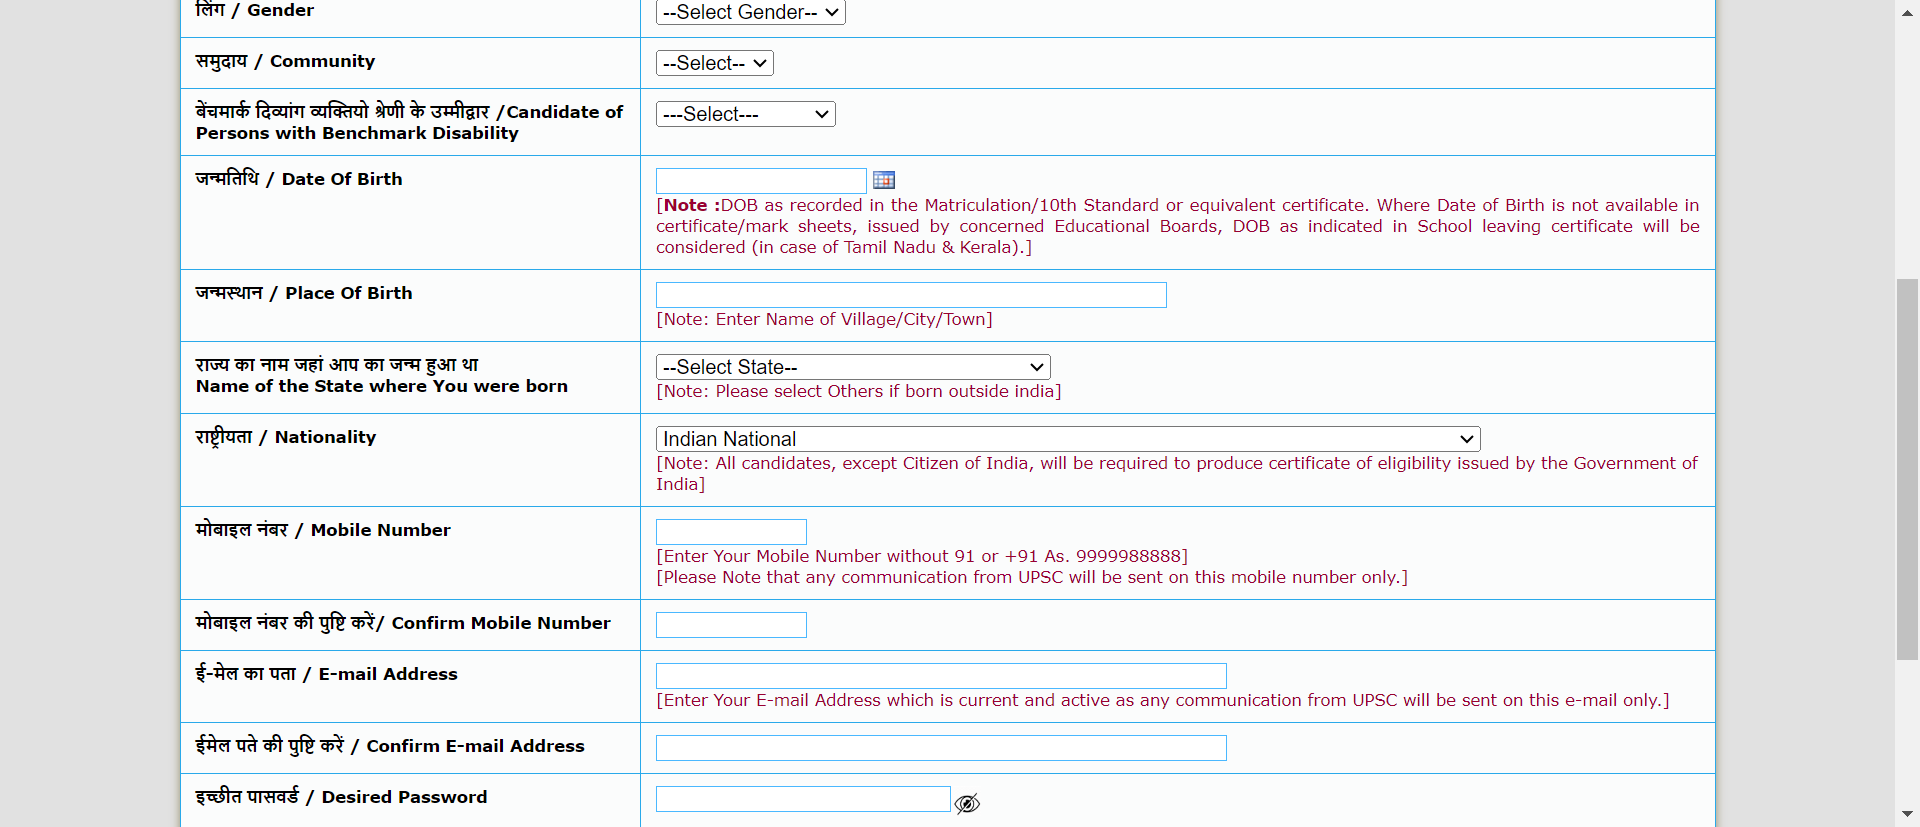 लिंग / Gender
--Select Gender--
समुदाय / Community
--Select--
बेंचमार्क दिव्यांग व्यक्तियो श्रेणी के उम्मीद्वार /Candidate of
Persons with Benchmark Disability
---Select---
जन्मतिथि / Date Of Birth
[Note :DOB as recorded in the Matriculation/10th Standard or equivalent certificate. Where Date of Birth is not available in
certificate/mark sheets, issued by concerned Educational Boards, DOB as indicated in School leaving certificate will be
considered (in case of Tamil Nadu & Kerala).]
जन्मस्थान / Place Of Birth
[Note: Enter Name of Village/City/Town]
राज्य का नाम जहां आप का जन्म हुआ था
Name of the State where You were born
--Select State--
[Note: Please select Others if born outside india]
राष्ट्रीयता / Nationality
Indian National
[Note: All candidates, except Citizen of India, will be required to produce certificate of eligibility issued by the Government of
India]
मोबाइल नंबर / Mobile Number
[Enter Your Mobile Number without 91 or +91 As. 9999988888]
[Please Note that any communication from UPSC will be sent on this mobile number only.]
मोबाइल नंबर की पुष्टि करें/ Confirm Mobile Number
ई-मेल का पता / E-mail Address
[Enter Your E-mail Address which is current and active as any communication from UPSC will be sent on this e-mail only.]
ईमेल पते की पुष्टि करें / Confirm E-mail Address
इच्छीत पासवर्ड / Desired Password